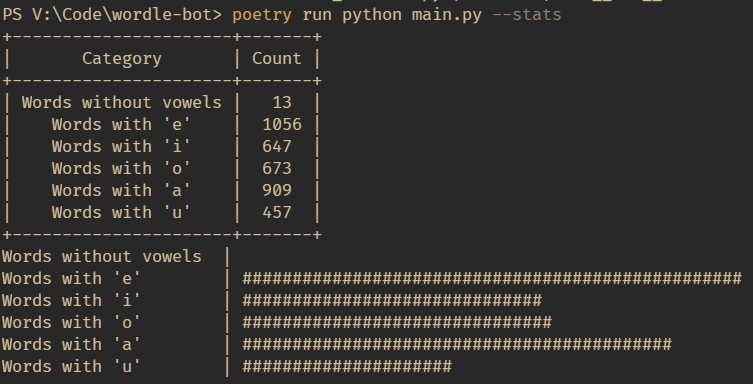 PS V:\Code\wordle-bot> poetry run python main.py --stats
+----------------------+-------+
|       Category       | Count |
+----------------------+-------+
| Words without vowels |   13  |
|    Words with 'e'    |  1056 |
|    Words with 'i'    |  647  |
|    Words with 'o'    |  673  |
|    Words with 'a'    |  909  |
|    Words with 'u'    |  457  |
+----------------------+-------+
Words without vowels  |
Words with 'e'        | ##################################################
Words with 'i'        | ##############################
Words with 'o'        | ###############################
Words with 'a'        | ###########################################
Words with 'u'        | #####################